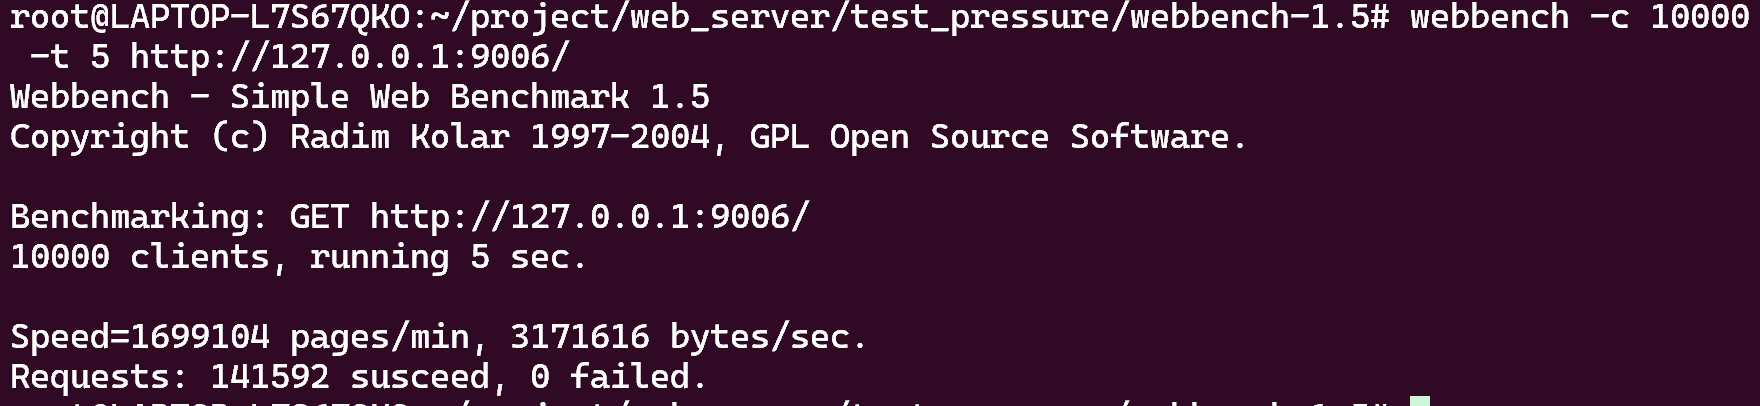 root@LAPTOP-L7S67QKO:~/project/web_server/test_pressure/webbench-1.5# webbench -c 10000
-t 5 http://127.0.0.1:9006/
Webbench - Simple Web Benchmark 1.5
Copyright (c) Radim Kolar 1997-2004, GPL Open Source Software.
Benchmarking: GET http://127.0.0.1:9006/
10000 clients, running 5 sec.
Speed=1699104 pages/min, 3171616 bytes/sec.
Requests: 141592 susceed, 0 failed.